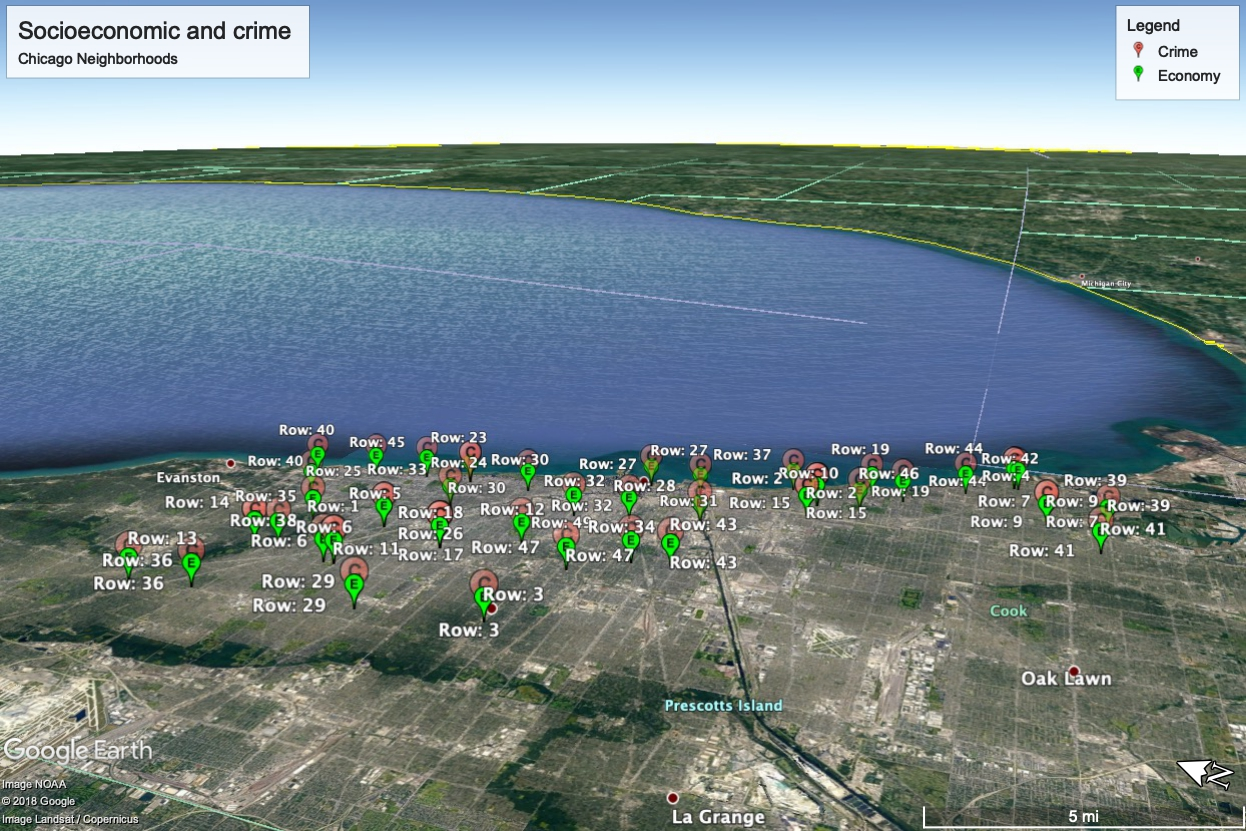 Socioeconomic and crime
Chicago Neighborhoods
Legend
Crime
Economy
Michigan City
Row: 40
Row: 45
Row: 23
Row: 40
Row: 25
Row: 33
Row: 24
Row: 30
Row: 27
Row: 27
Row: 37
Row: 19
Row: 44
Row: 42
Evanston
Row: 14
Row: 35
Row: 1
Row: 5
Row: 30
Row: 32
Row: 32
Row: 28
Row: 31
Row: 2
Row: 10
Row: 2
Row: 15
Row: 15
Row: 46
Row: 19
Row: 44
Row: 4
Row: 39
Row: 39
Row: 7
Row: 9
Row: 9
Row: 7
Row: 41
Row: 41
Row: 13
Row: 38
Row: 6
Row: 6
Row: 11
Row: 18
Row: 26
Row: 17
Row: 12
Row: 49
Row: 34
Row: 43
Row: 47
Row: 47
Row: 43
Row: 36
Row: 36
Row: 29
Row: 29
Row: 3
Row: 3
Cook
Oak Lawn
Prescotts Island
La Grange
Google Earth
Image NOAA
© 2018 Google
Image Landsat / Copernicus
N
5 mi